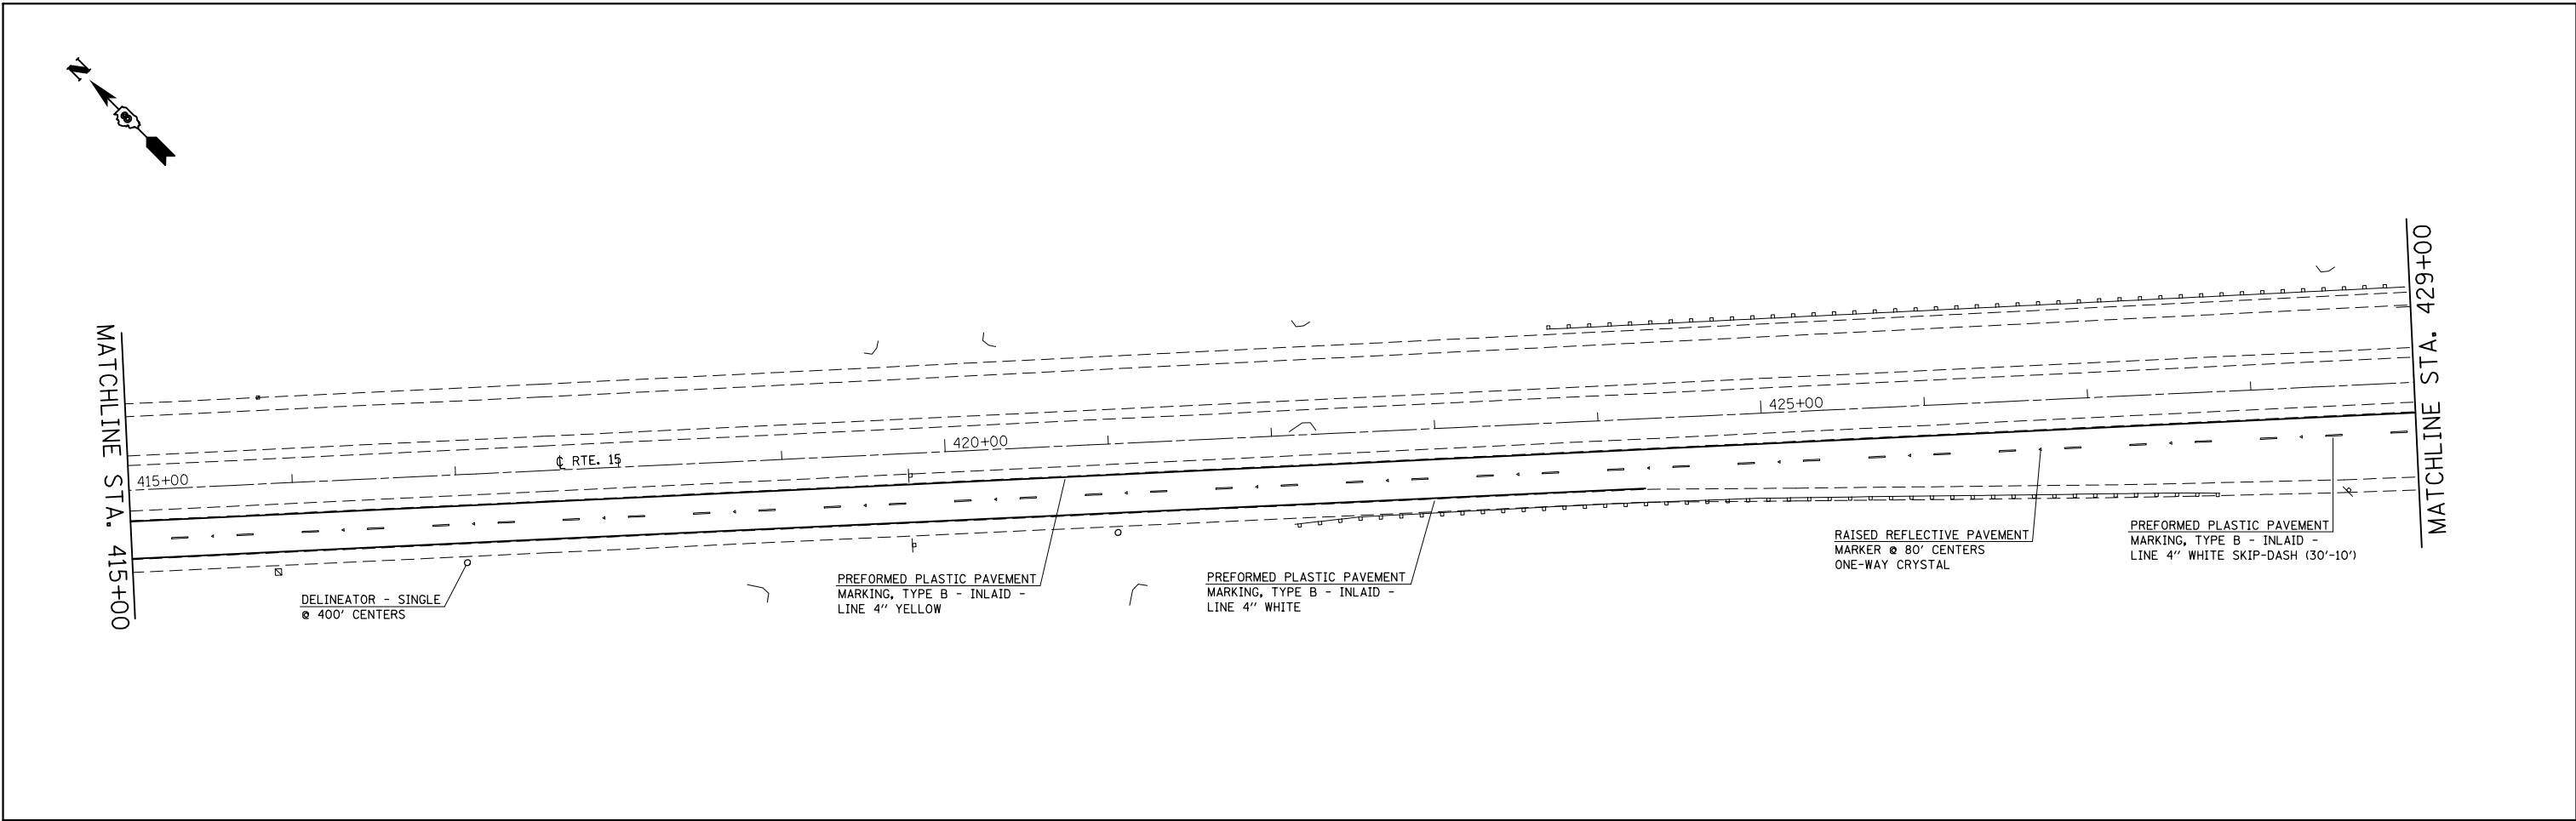 N
MATCHLINE STA. 415+00
415+00
℄ RTE. 15
420+00
425+00
MATCHLINE STA. 429+00
DELINEATOR - SINGLE
@ 400' CENTERS
PREFORMED PLASTIC PAVEMENT
MARKING, TYPE B - INLAID -
LINE 4" YELLOW
PREFORMED PLASTIC PAVEMENT
MARKING, TYPE B - INLAID -
LINE 4" WHITE
RAISED REFLECTIVE PAVEMENT
MARKER @ 80' CENTERS
ONE-WAY CRYSTAL
PREFORMED PLASTIC PAVEMENT
MARKING, TYPE B - INLAID -
LINE 4" WHITE SKIP-DASH (30'-10')